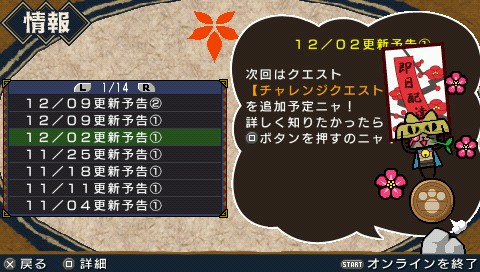 情報
L 1/14 R
12/09更新予告②
12/09更新予告①
12/02更新予告①
11/25更新予告①
11/18更新予告①
11/11更新予告①
11/04更新予告①
12/02更新予告①
次回はクエスト
【チャレンジクエスト
を追加予定ニャ!
詳しく知りたかったら
□ボタンを押すのニャ
即日配
×戻る □詳細
START オンラインを終了